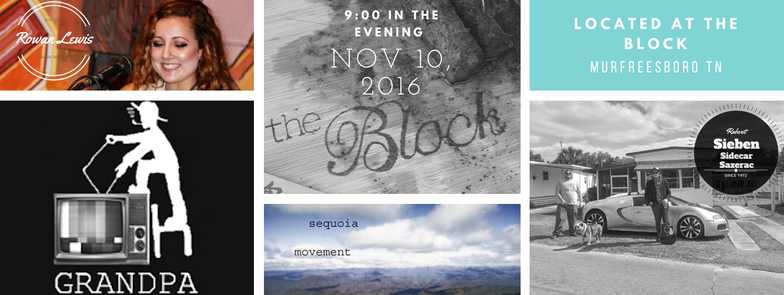 Rowan Lewis
GRANDPA
9:00 IN THE
EVENING
NOV 10,
2016
the Block
sequoia
movement
LOCATED AT THE
BLOCK
MURFREESBORO TN
Robert
Sieben
Sidecar
Sazerac
SINCE 1972